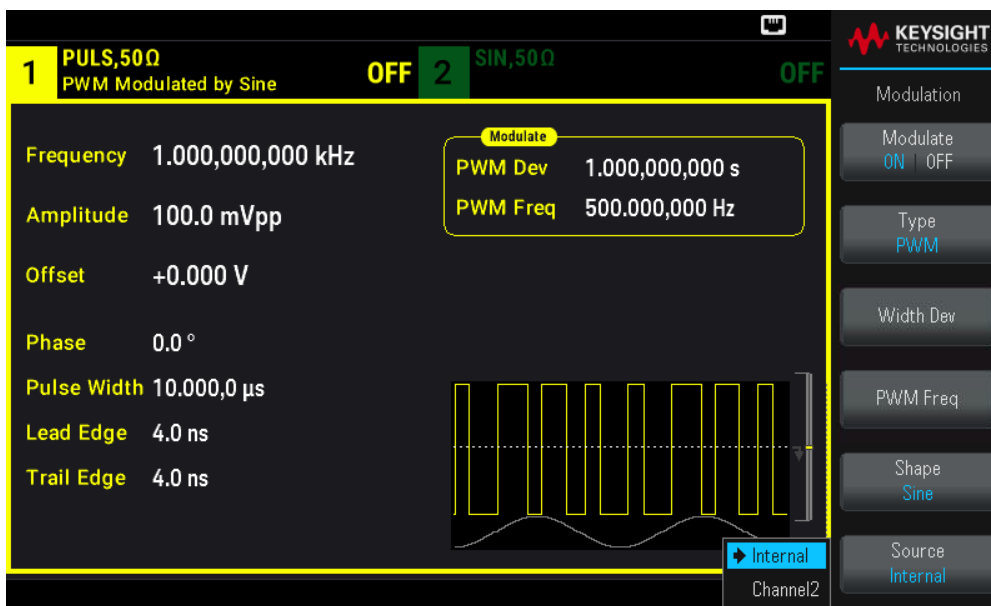 1
PULS,50Ω
PWM Modulated by Sine
OFF
2
SIN,50Ω
OFF
Frequency 1.000,000,000 kHz
Amplitude 100.0 mVpp
Offset +0.000 V
Phase 0.0 °
Pulse Width 10.000,0 µs
Lead Edge 4.0 ns
Trail Edge 4.0 ns
Modulate
PWM Dev 1.000,000,000 s
PWM Freq 500.000,000 Hz
Internal
Channel2
KEYSIGHT
TECHNOLOGIES
Modulation
Modulate
ON | OFF
Type
PWM
Width Dev
PWM Freq
Shape
Sine
Source
Internal